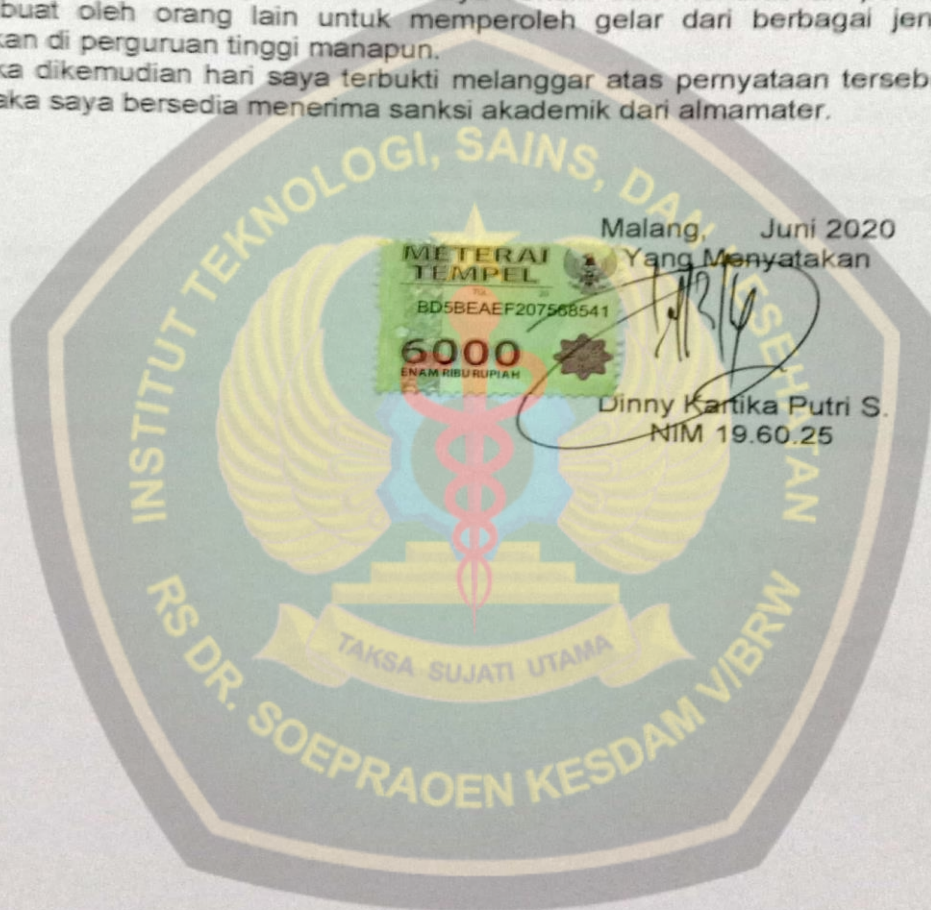 buat oleh orang lain untuk memperoleh gelar dari berbagai jen
kan di perguruan tinggi manapun.
ka dikemudian hari saya terbukti melanggar atas pernyataan terseb
aka saya bersedia menerima sanksi akademik dari almamater.
Malang, Juni 2020
Yang Menyatakan
METERAI
TEMPEL
TGL. 20
BD5BEAEF207568541
6000
ENAM RIBU RUPIAH
Dinny Kartika Putri S.
NIM 19.60.25
INSTITUT TEKNOLOGI, SAINS, DAN KESEHATAN
RS DR. SOEPRAOEN KESDAM V/BRW
TAKSA SUJATI UTAMA